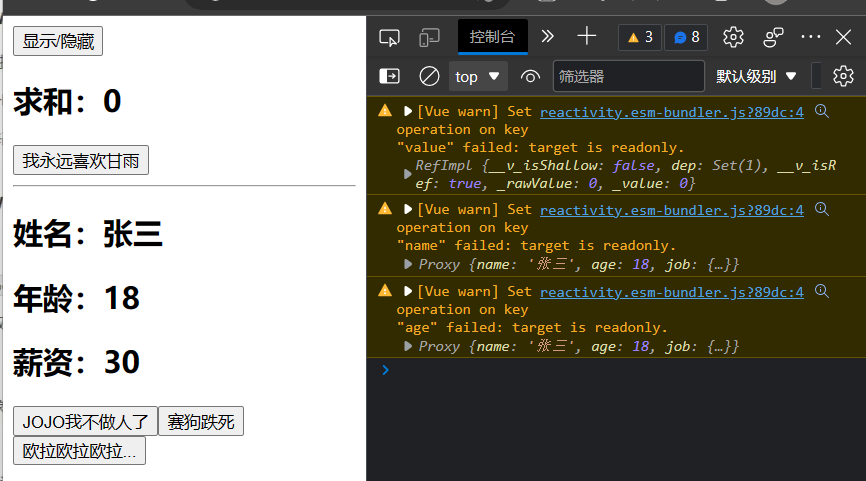 显示/隐藏
求和：0
我永远喜欢甘雨
姓名：张三
年龄：18
薪资：30
JOJO我不做人了 赛狗跌死
欧拉欧拉欧拉...
控制台 3 8
top 筛选器 默认级别
[Vue warn] Set reactivity.esm-bundler.js?89dc:4
operation on key
"value" failed: target is readonly.
RefImpl {__v_isShallow: false, dep: Set(1), __v_isR
ef: true, _rawValue: 0, _value: 0}
[Vue warn] Set reactivity.esm-bundler.js?89dc:4
operation on key
"name" failed: target is readonly.
Proxy {name: '张三', age: 18, job: {…}}
[Vue warn] Set reactivity.esm-bundler.js?89dc:4
operation on key
"age" failed: target is readonly.
Proxy {name: '张三', age: 18, job: {…}}